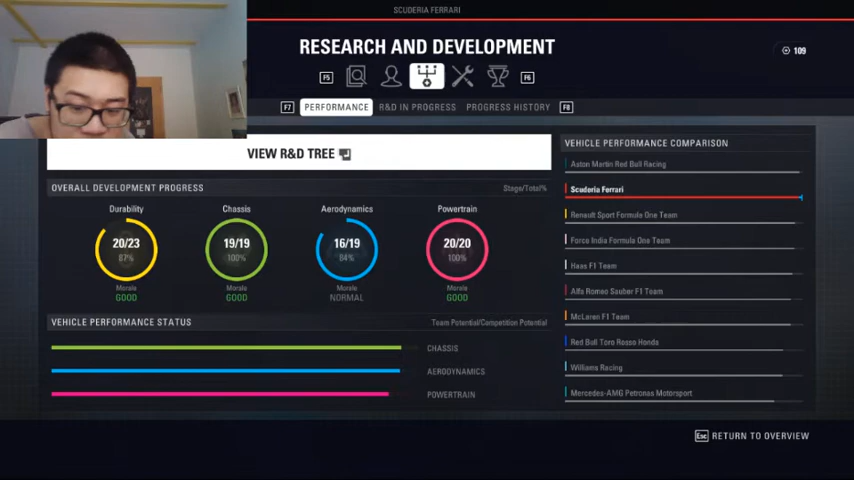 SCUDERIA FERRARI
RESEARCH AND DEVELOPMENT
109
F5
F6
F7
PERFORMANCE
R&D IN PROGRESS
PROGRESS HISTORY
F8
VIEW R&D TREE
OVERALL DEVELOPMENT PROGRESS
Stage/Total%
Durability
Chassis
Aerodynamics
Powertrain
20/23
19/19
16/19
20/20
87%
100%
84%
100%
Morale
Morale
Morale
Morale
GOOD
GOOD
NORMAL
GOOD
VEHICLE PERFORMANCE STATUS
Team Potential/Competition Potential
CHASSIS
AERODYNAMICS
POWERTRAIN
VEHICLE PERFORMANCE COMPARISON
Aston Martin Red Bull Racing
Scuderia Ferrari
Renault Sport Formula One Team
Force India Formula One Team
Haas F1 Team
Alfa Romeo Sauber F1 Team
McLaren F1 Team
Red Bull Toro Rosso Honda
Williams Racing
Mercedes-AMG Petronas Motorsport
Esc RETURN TO OVERVIEW